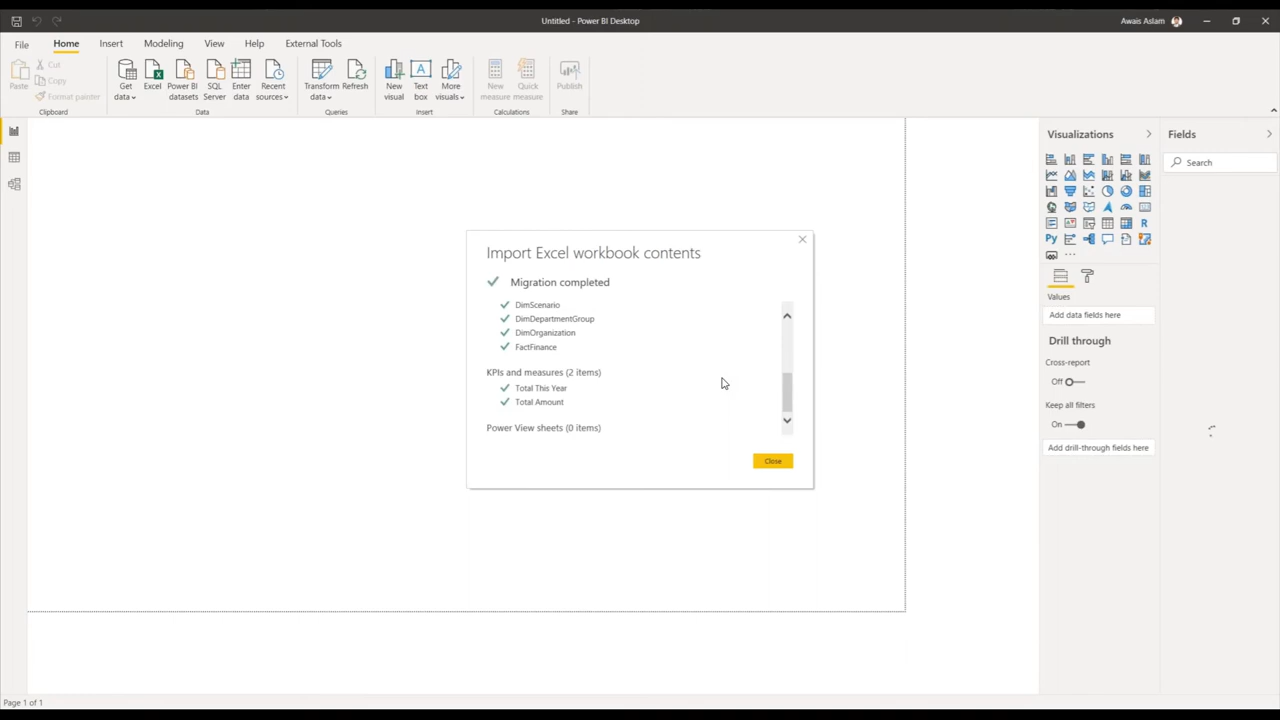 Untitled - Power BI Desktop
Awais Aslam
File
Home
Insert
Modeling
View
Help
External Tools
Paste
Cut
Copy
Format painter
Get data
Excel
Power BI datasets
SQL Server
Enter data
Recent sources
Transform data
Refresh
New visual
Text box
More visuals
New measure
Quick measure
Publish
Clipboard
Data
Queries
Insert
Calculations
Share
Visualizations
Fields
Search
R
Py
Values
Add data fields here
Drill through
Cross-report
Off
Keep all filters
On
Add drill-through fields here
Import Excel workbook contents
Migration completed
DimScenario
DimDepartmentGroup
DimOrganization
FactFinance
KPIs and measures (2 items)
Total This Year
Total Amount
Power View sheets (0 items)
Close
Page 1 of 1